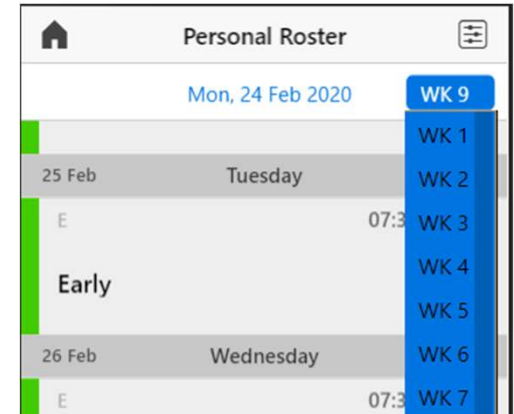 Personal Roster
Mon, 24 Feb 2020 WK 9
WK 1
25 Feb Tuesday WK 2
E 07:3 WK 3
WK 4
Early
WK 5
26 Feb Wednesday WK 6
E 07:3 WK 7